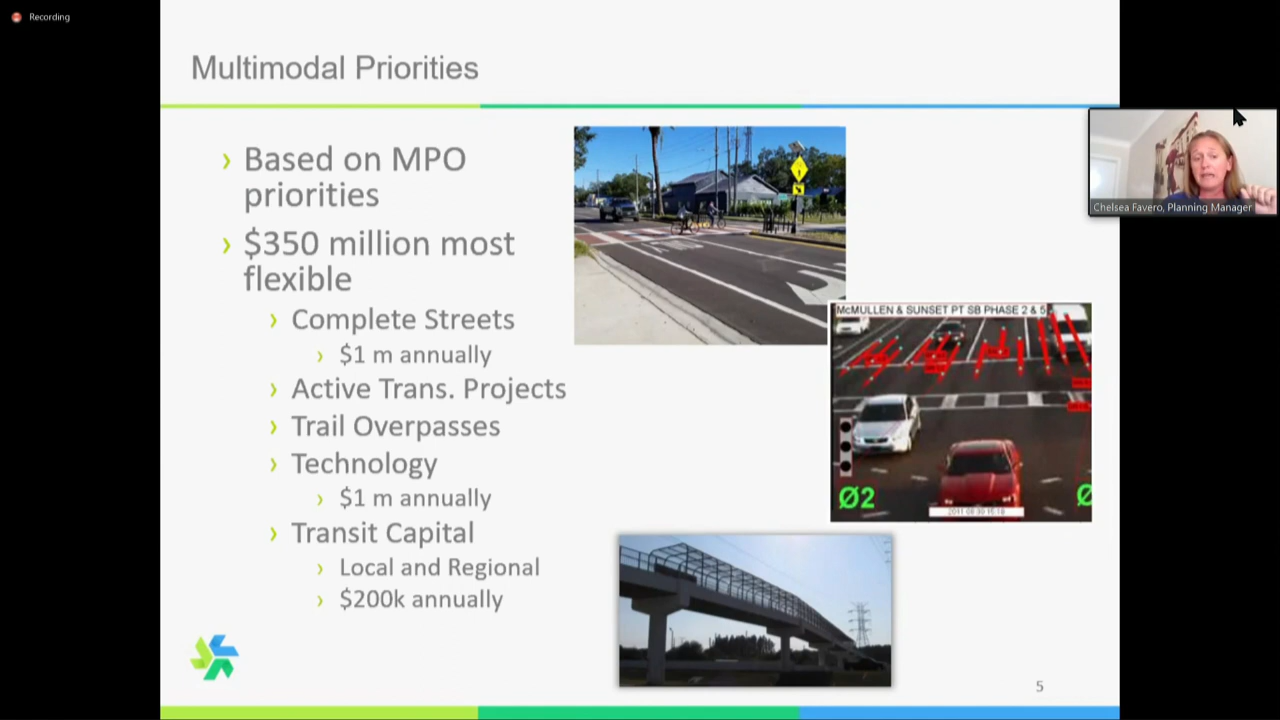 Recording
Multimodal Priorities
› Based on MPO
priorities
› $350 million most
flexible
› Complete Streets
› $1 m annually
› Active Trans. Projects
› Trail Overpasses
› Technology
› $1 m annually
› Transit Capital
› Local and Regional
› $200k annually
Chelsea Favero, Planning Manager
McMULLEN & SUNSET PT SB PHASE 2 & 5
Ø2
Ø
5